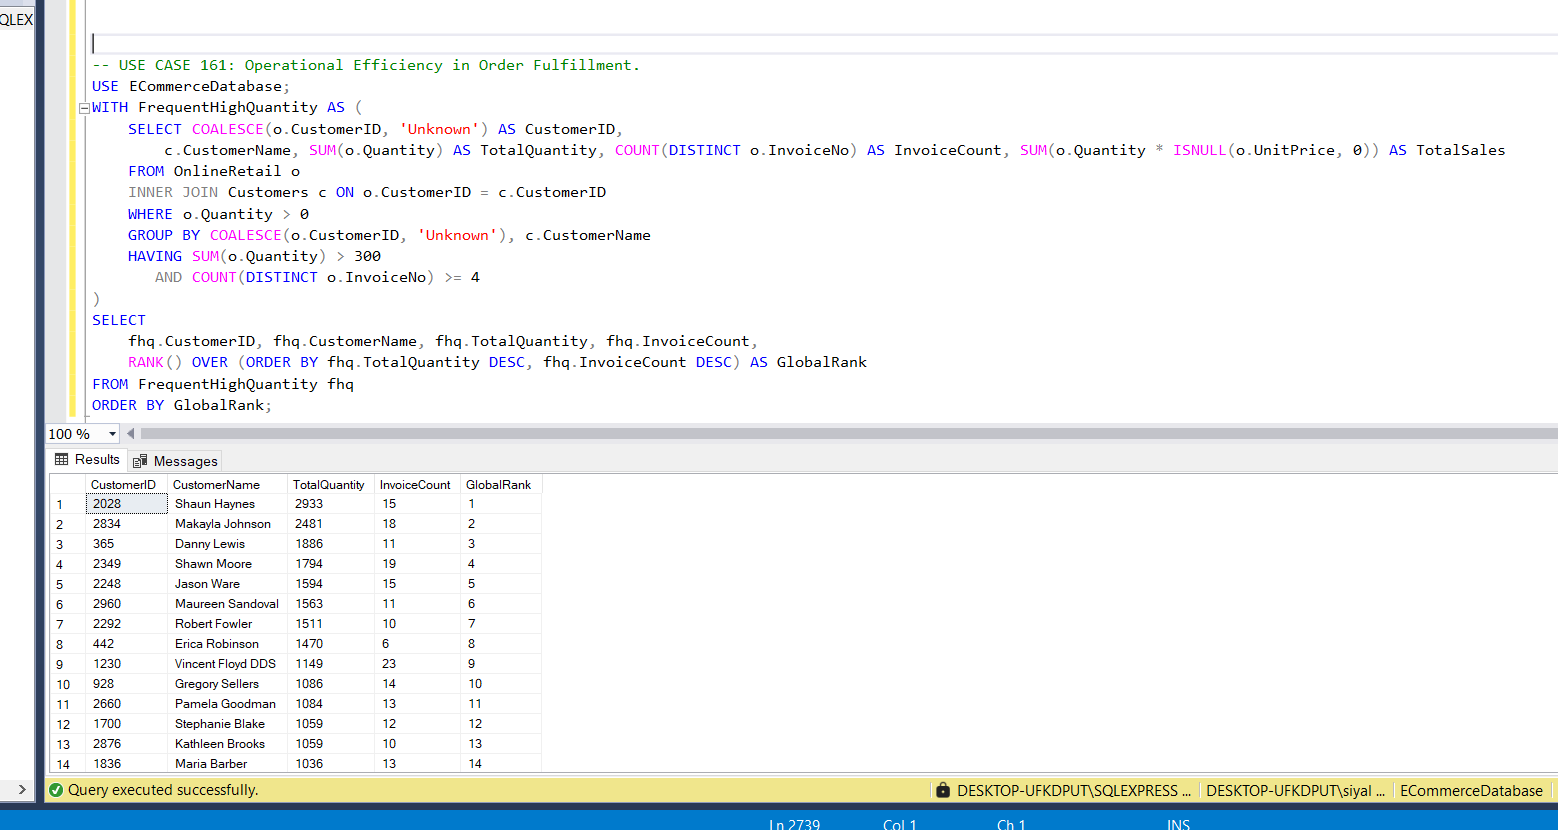 QLEX
-- USE CASE 161: Operational Efficiency in Order Fulfillment.
USE ECommerceDatabase;
WITH FrequentHighQuantity AS (
SELECT COALESCE(o.CustomerID, 'Unknown') AS CustomerID,
c.CustomerName, SUM(o.Quantity) AS TotalQuantity, COUNT(DISTINCT o.InvoiceNo) AS InvoiceCount, SUM(o.Quantity * ISNULL(o.UnitPrice, 0)) AS TotalSales
FROM OnlineRetail o
INNER JOIN Customers c ON o.CustomerID = c.CustomerID
WHERE o.Quantity > 0
GROUP BY COALESCE(o.CustomerID, 'Unknown'), c.CustomerName
HAVING SUM(o.Quantity) > 300
AND COUNT(DISTINCT o.InvoiceNo) >= 4
)
SELECT
fhq.CustomerID, fhq.CustomerName, fhq.TotalQuantity, fhq.InvoiceCount,
RANK() OVER (ORDER BY fhq.TotalQuantity DESC, fhq.InvoiceCount DESC) AS GlobalRank
FROM FrequentHighQuantity fhq
ORDER BY GlobalRank;
100 %
Results Messages
CustomerID CustomerName TotalQuantity InvoiceCount GlobalRank
1 2028 Shaun Haynes 2933 15 1
2 2834 Makayla Johnson 2481 18 2
3 365 Danny Lewis 1886 11 3
4 2349 Shawn Moore 1794 19 4
5 2248 Jason Ware 1594 15 5
6 2960 Maureen Sandoval 1563 11 6
7 2292 Robert Fowler 1511 10 7
8 442 Erica Robinson 1470 6 8
9 1230 Vincent Floyd DDS 1149 23 9
10 928 Gregory Sellers 1086 14 10
11 2660 Pamela Goodman 1084 13 11
12 1700 Stephanie Blake 1059 12 12
13 2876 Kathleen Brooks 1059 10 13
14 1836 Maria Barber 1036 13 14
Query executed successfully. DESKTOP-UFKDPUT\SQLEXPRESS ... DESKTOP-UFKDPUT\siyal ... ECommerceDatabase
Ln 2739 Col 1 Ch 1 INS